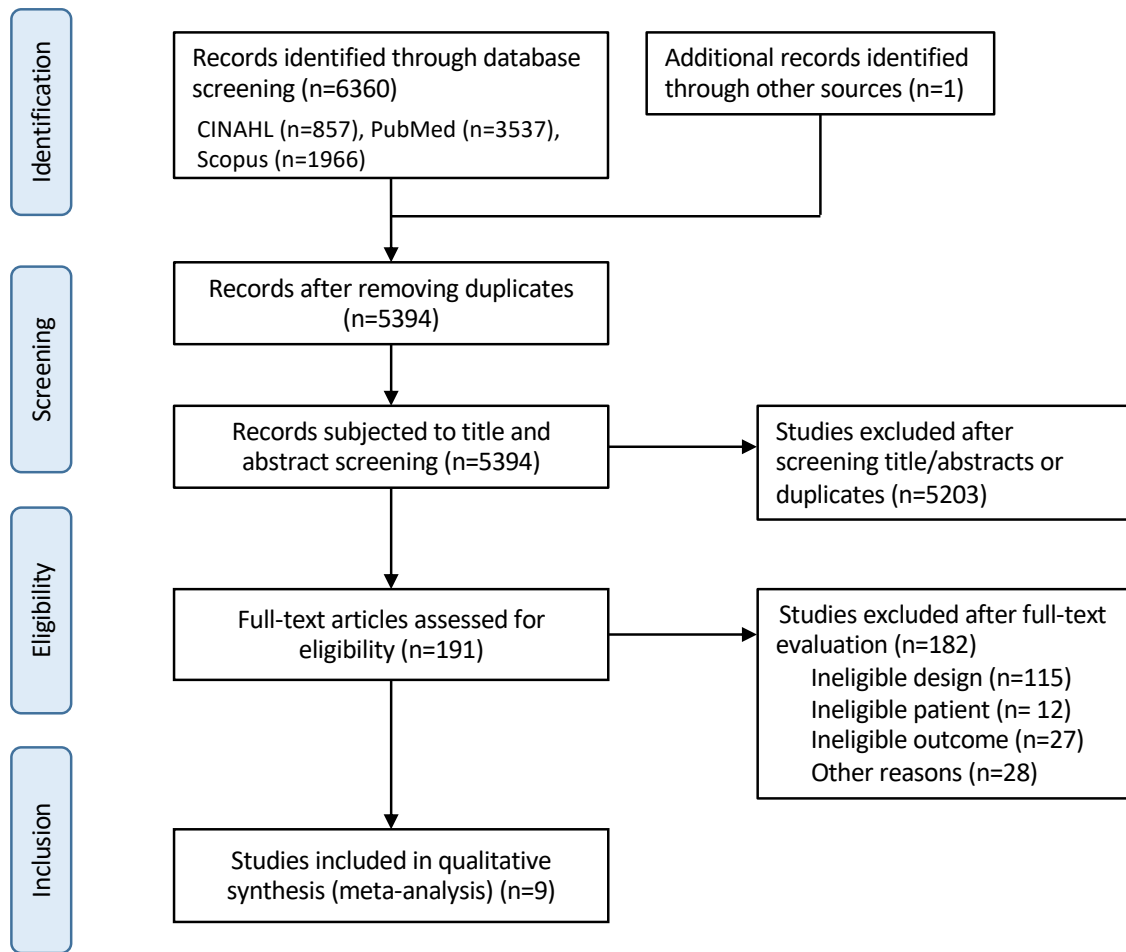 Identification
Records identified through database
screening (n=6360)
CINAHL (n=857), PubMed (n=3537),
Scopus (n=1966)
Additional records identified
through other sources (n=1)
Screening
Records after removing duplicates
(n=5394)
Records subjected to title and
abstract screening (n=5394)
Studies excluded after
screening title/abstracts or
duplicates (n=5203)
Eligibility
Full-text articles assessed for
eligibility (n=191)
Studies excluded after full-text
evaluation (n=182)
Ineligible design (n=115)
Ineligible patient (n= 12)
Ineligible outcome (n=27)
Other reasons (n=28)
Inclusion
Studies included in qualitative
synthesis (meta-analysis) (n=9)